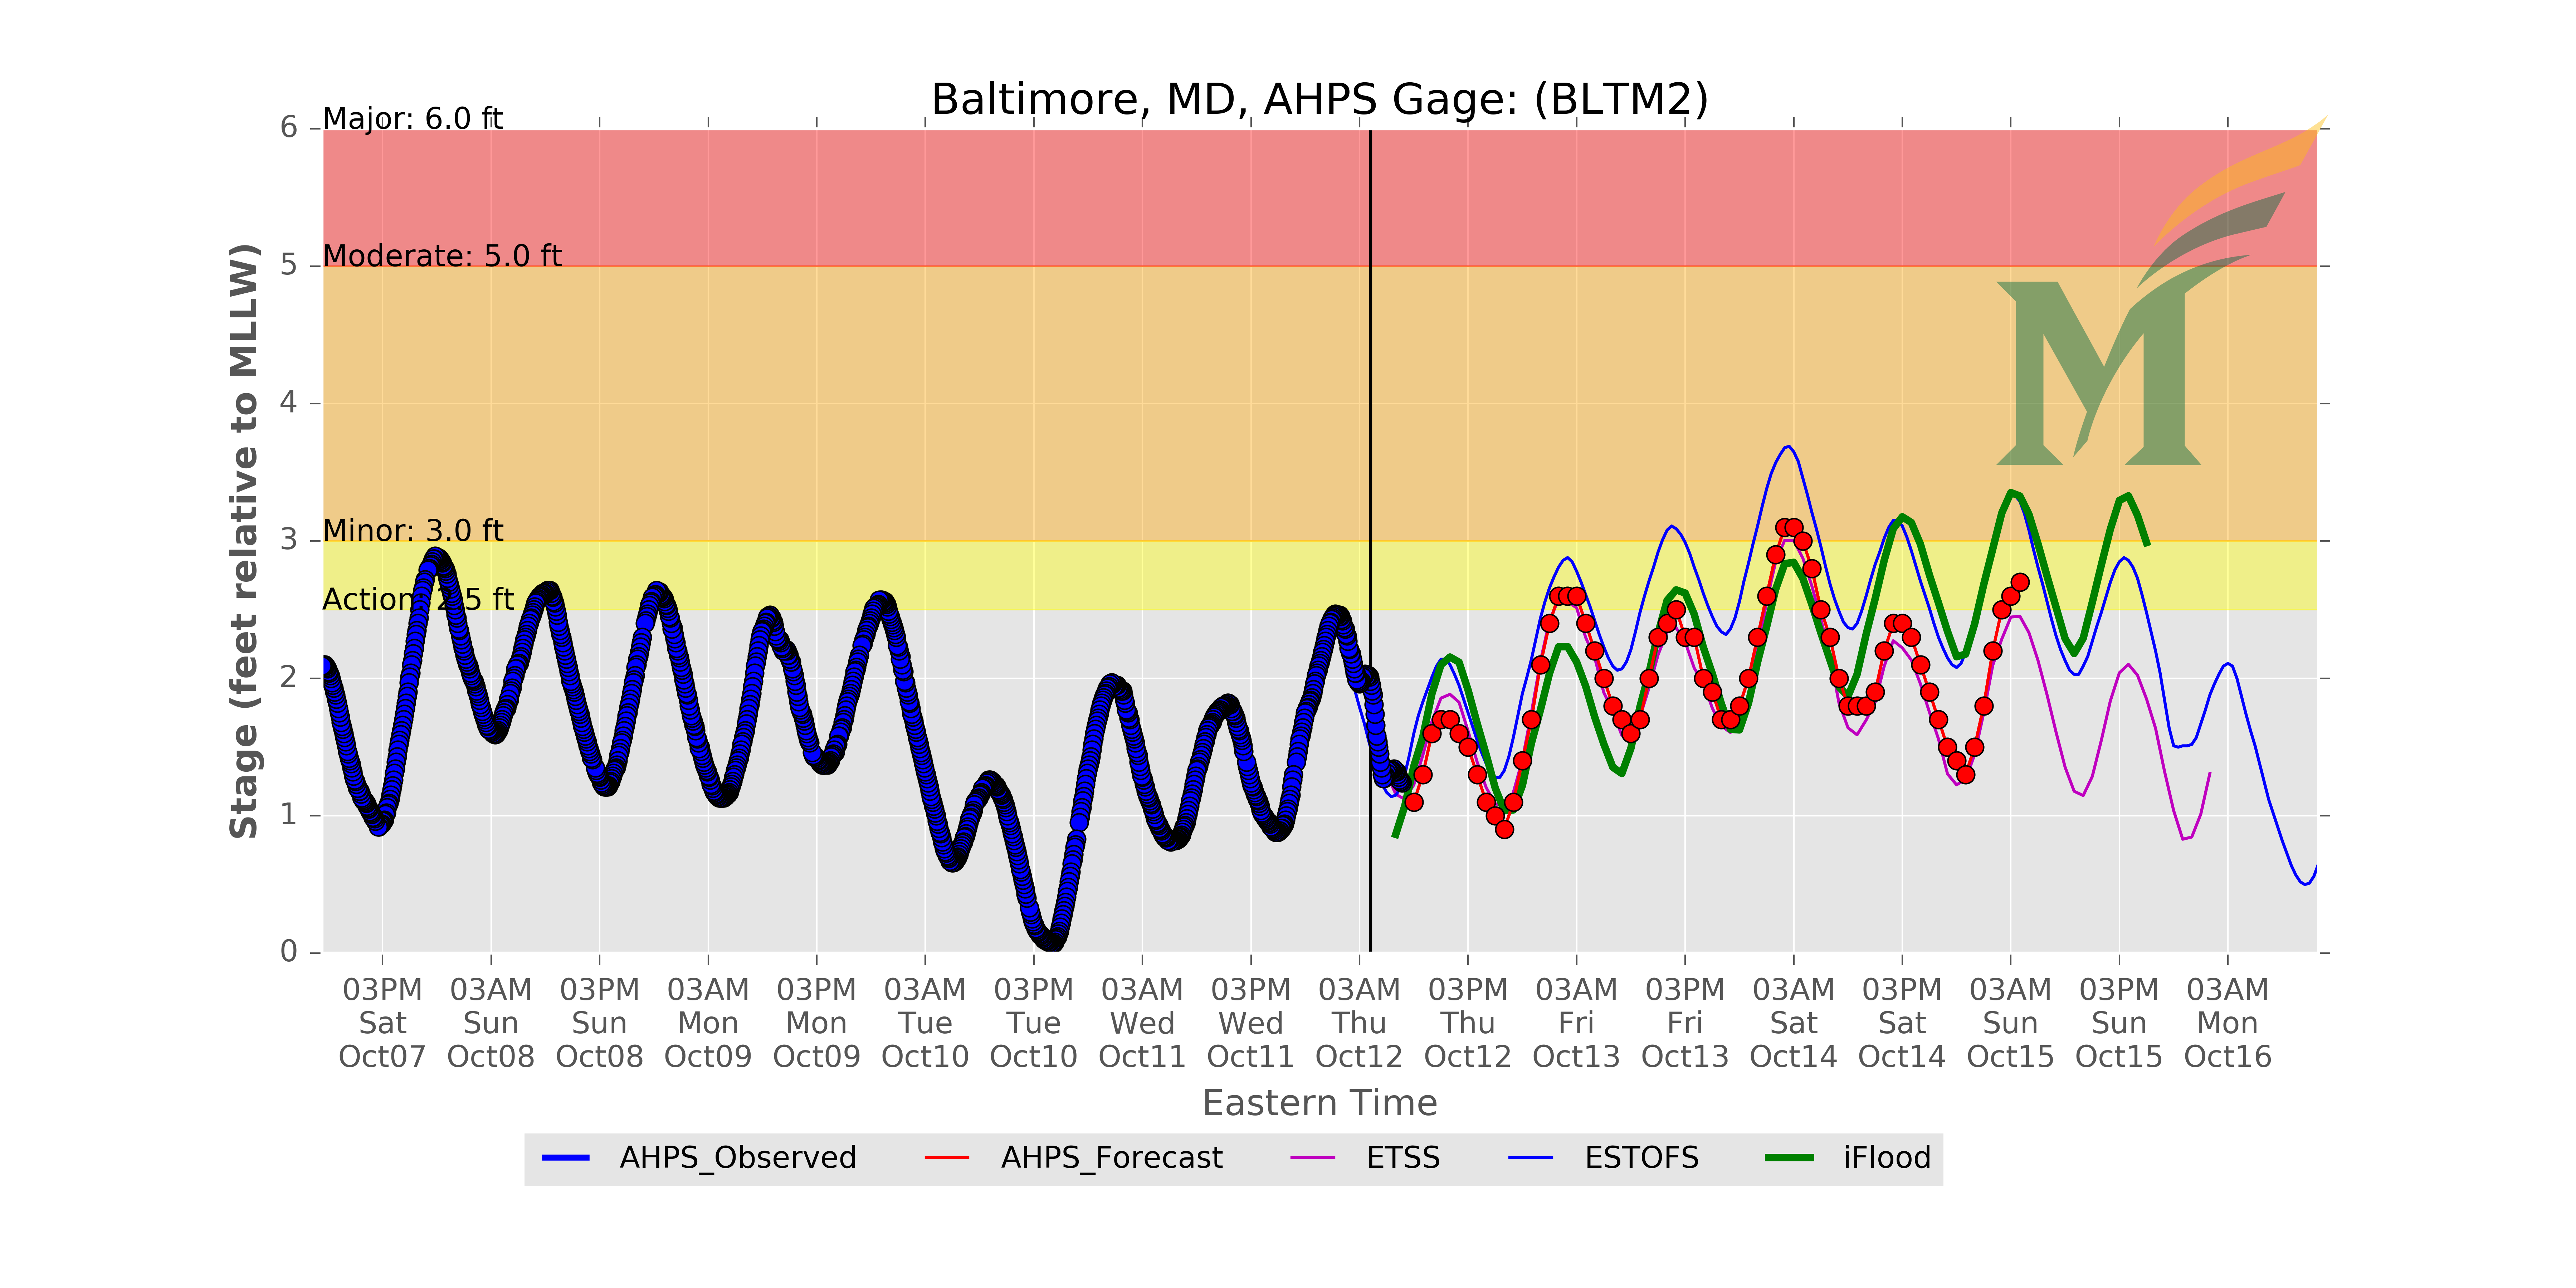 Baltimore, MD, AHPS Gage: (BLTM2)
Major: 6.0 ft
Moderate: 5.0 ft
Minor: 3.0 ft
Action: 2.5 ft
Stage (feet relative to MLLW)
6
5
4
3
2
1
0
03PM 03AM 03PM 03AM 03PM 03AM 03PM 03AM 03PM 03AM 03PM 03AM 03PM 03AM 03PM 03AM 03PM 03AM
Sat Sun Sun Mon Mon Tue Tue Wed Wed Thu Thu Fri Fri Sat Sat Sun Sun Mon
Oct07 Oct08 Oct08 Oct09 Oct09 Oct10 Oct10 Oct11 Oct11 Oct12 Oct12 Oct13 Oct13 Oct14 Oct14 Oct15 Oct15 Oct16
Eastern Time
AHPS_Observed AHPS_Forecast ETSS ESTOFS iFlood